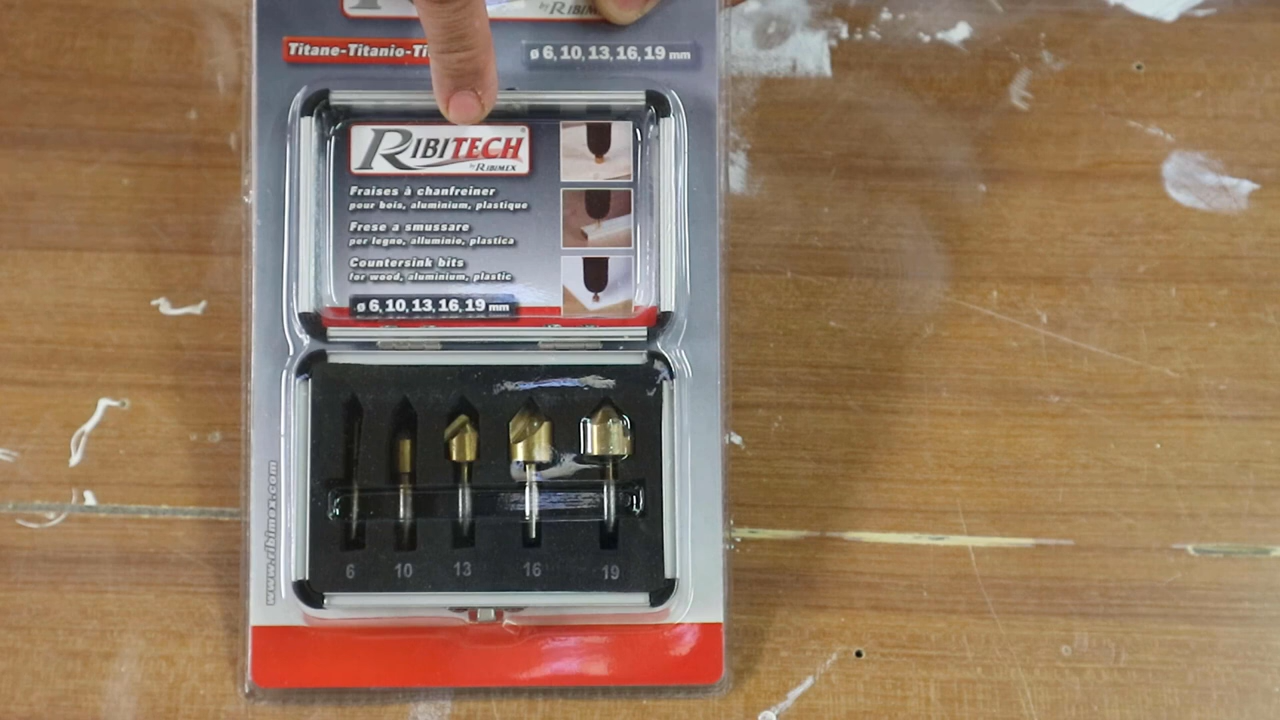 Titane-Titanio-Ti
ø 6, 10, 13, 16, 19 mm
RIBITECH
by RIBIMEX
Fraises à chanfreiner
pour bois, aluminium, plastique
Frese a smussare
per legno, alluminio, plastica
Countersink bits
for wood, aluminium, plastic
ø 6, 10, 13, 16, 19 mm
6 10 13 16 19
www.ribimex.com